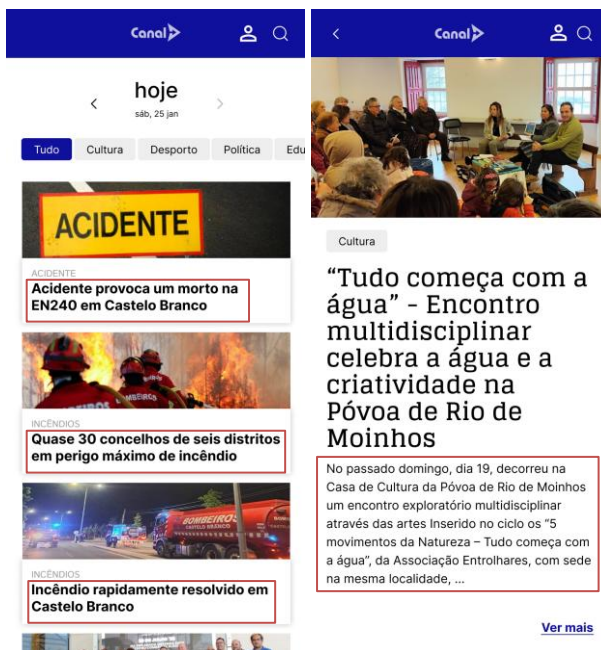 Canal
hoje
sáb, 25 jan
Tudo
Cultura
Desporto
Política
Edu
ACIDENTE
ACIDENTE
Acidente provoca um morto na
EN240 em Castelo Branco
BOMBEIROS
INCÊNDIOS
Quase 30 concelhos de seis distritos
em perigo máximo de incêndio
BOMBEIROS
CASTELO BRANCO
INCÊNDIOS
Incêndio rapidamente resolvido em
Castelo Branco
Canal
Cultura
“Tudo começa com a
água” - Encontro
multidisciplinar
celebra a água e a
criatividade na
Póvoa de Rio de
Moinhos
No passado domingo, dia 19, decorreu na
Casa de Cultura da Póvoa de Rio de Moinhos
um encontro exploratório multidisciplinar
através das artes Inserido no ciclo os “5
movimentos da Natureza – Tudo começa com
a água”, da Associação Entrolhares, com sede
na mesma localidade, ...
Ver mais